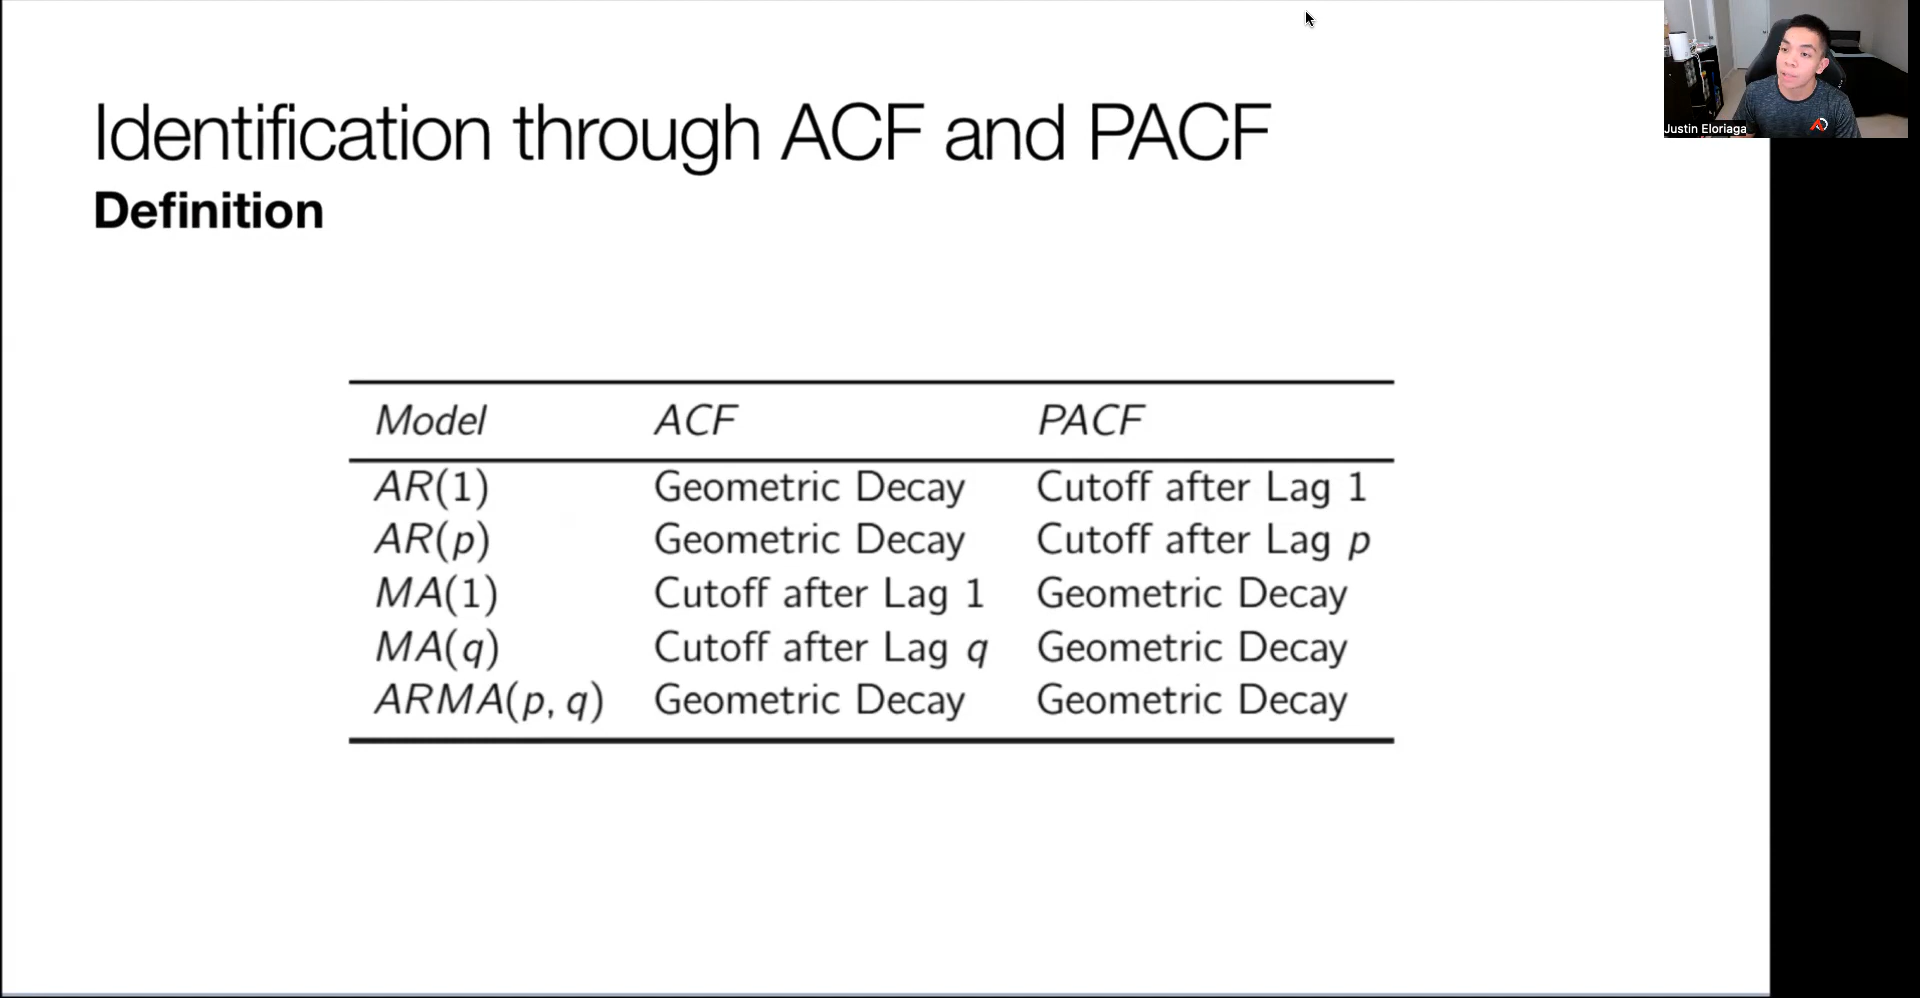 Identification through ACF and PACF
Definition
Justin Eloriaga
Model ACF PACF
AR(1) Geometric Decay Cutoff after Lag 1
AR(p) Geometric Decay Cutoff after Lag p
MA(1) Cutoff after Lag 1 Geometric Decay
MA(q) Cutoff after Lag q Geometric Decay
ARMA(p, q) Geometric Decay Geometric Decay